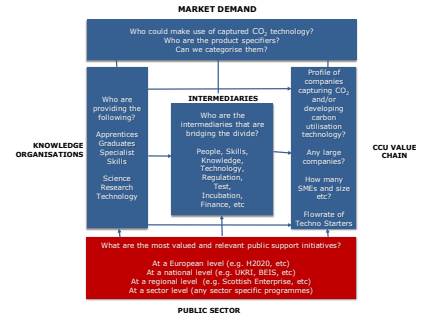 MARKET DEMAND
Who could make use of captured CO₂ technology?
Who are the product specifiers?
Can we categorise them?
KNOWLEDGE
ORGANISATIONS
Who are
providing the
following?
Apprentices
Graduates
Specialist
Skills
Science
Research
Technology
INTERMEDIARIES
Who are the
intermediaries that are
bridging the divide?
People, Skills,
Knowledge,
Technology,
Regulation,
Test,
Incubation,
Finance, etc
Profile of
companies
capturing CO₂
and/or
developing
carbon
utilisation
technology?
Any large
companies?
How many
SMEs and size
etc?
Flowrate of
Techno Starters
CCU VALUE
CHAIN
What are the most valued and relevant public support initiatives?
At a European level (e.g. H2020, etc)
At a national level (e.g. UKRI, BEIS, etc)
At a regional level (e.g. Scottish Enterprise, etc)
At a sector level (any sector specific programmes)
PUBLIC SECTOR